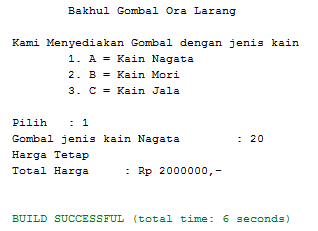 Bakhul Gombal Ora Larang
Kami Menyediakan Gombal dengan jenis kain
1. A = Kain Nagata
2. B = Kain Mori
3. C = Kain Jala
Pilih : 1
Gombal jenis kain Nagata : 20
Harga Tetap
Total Harga : Rp 2000000,-
BUILD SUCCESSFUL (total time: 6 seconds)